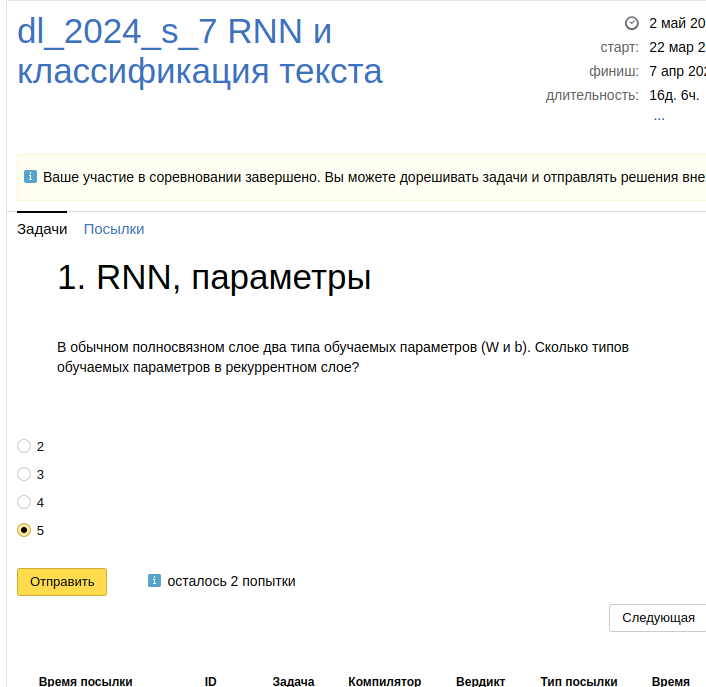 dl_2024_s_7 RNN и
классификация текста
2 май 20
старт: 22 мар 2
финиш: 7 апр 202
длительность: 16д. 6ч.
...
Ваше участие в соревновании завершено. Вы можете дорешивать задачи и отправлять решения вне
Задачи Посылки
1. RNN, параметры
В обычном полносвязном слое два типа обучаемых параметров (W и b). Сколько типов
обучаемых параметров в рекуррентном слое?
2
3
4
5
Отправить осталось 2 попытки
Следующая
Время посылки ID Задача Компилятор Вердикт Тип посылки Время